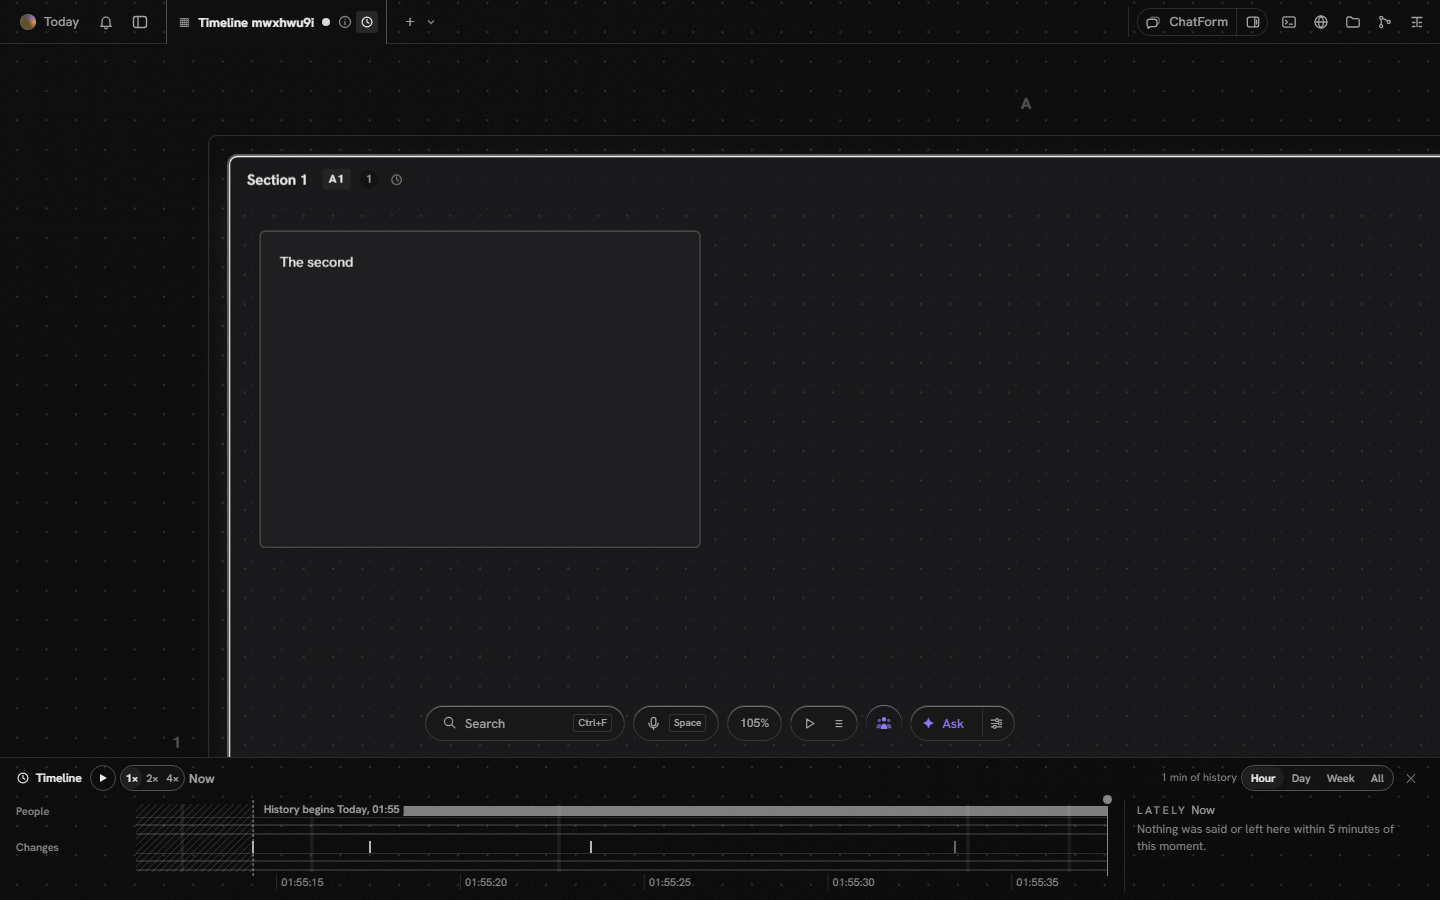 Today
Timeline mwxhwu9i
ChatForm
A
Section 1 A1 1
The second
Search Ctrl+F Space 105% Ask
1
Timeline 1× 2× 4× Now
1 min of history Hour Day Week All
People
History begins Today, 01:55
LATELY Now
Nothing was said or left here within 5 minutes of
this moment.
Changes
01:55:15 01:55:20 01:55:25 01:55:30 01:55:35